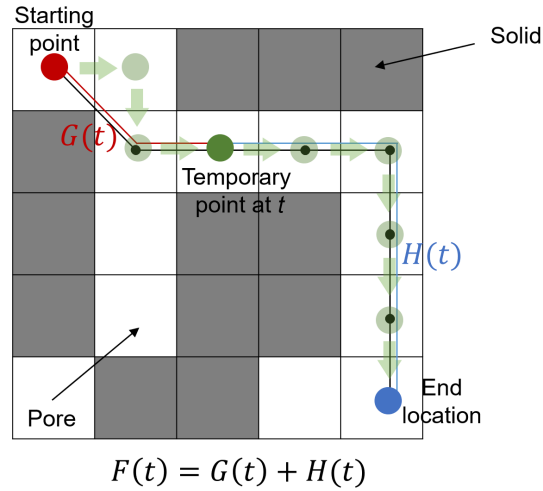 Starting
point
Solid
G(t)
Temporary
point at t
H(t)
Pore
End
location
F(t) = G(t) + H(t)